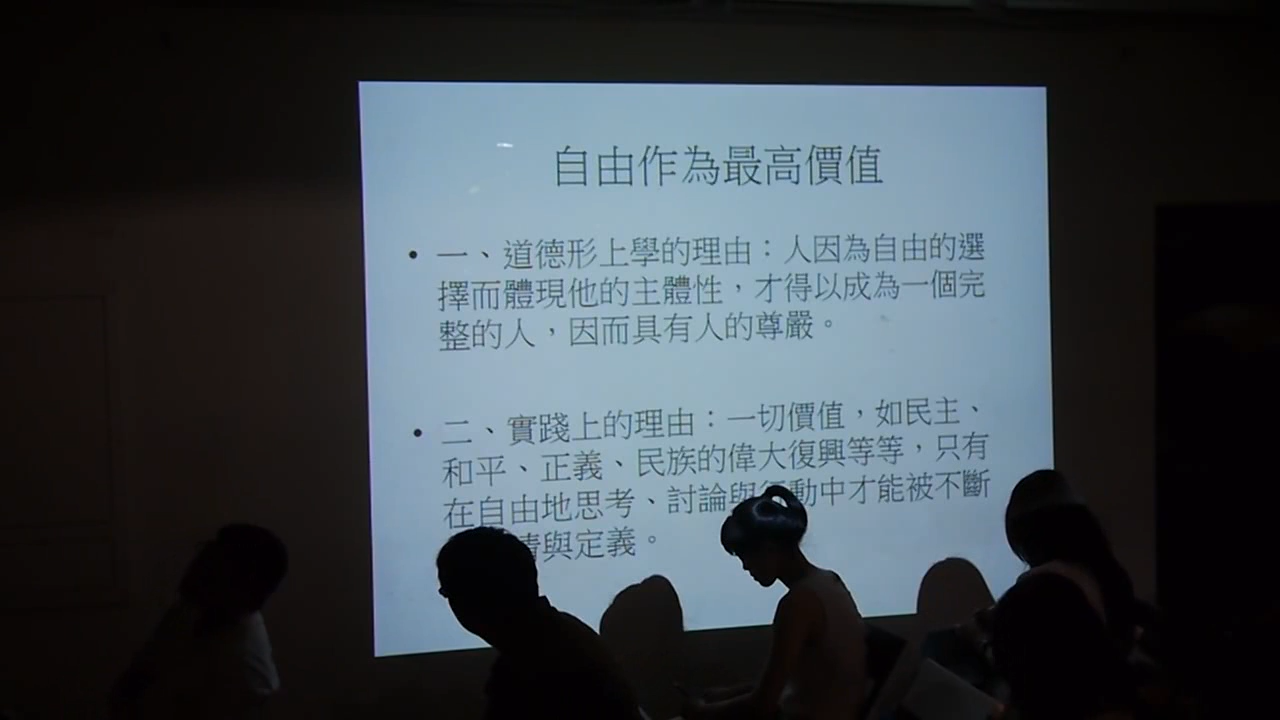 自由作為最高價值
• 一、道德形上學的理由：人因為自由的選
擇而體現他的主體性，才得以成為一個完
整的人，因而具有人的尊嚴。
• 二、實踐上的理由：一切價值，如民主、
和平、正義、民族的偉大復興等等，只有
在自由地思考、討論與行動中才能被不斷
與定義。